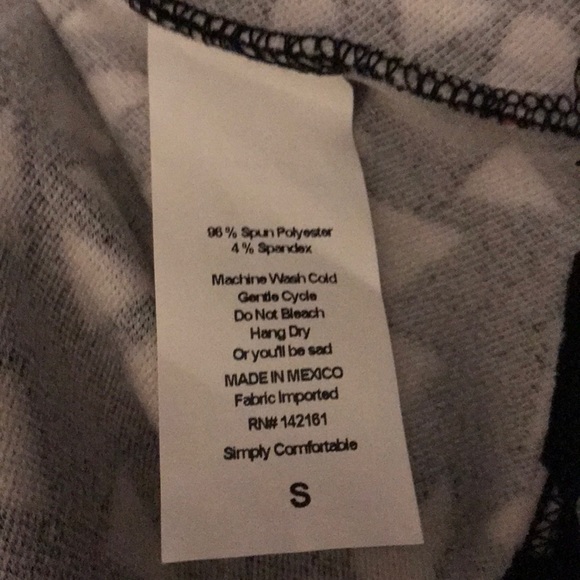 96% Spun Polyester
4% Spandex
Machine Wash Cold
Gentle Cycle
Do Not Bleach
Hang Dry
Or you'll be sad
MADE IN MEXICO
Fabric Imported
RN# 142161
Simply Comfortable
S